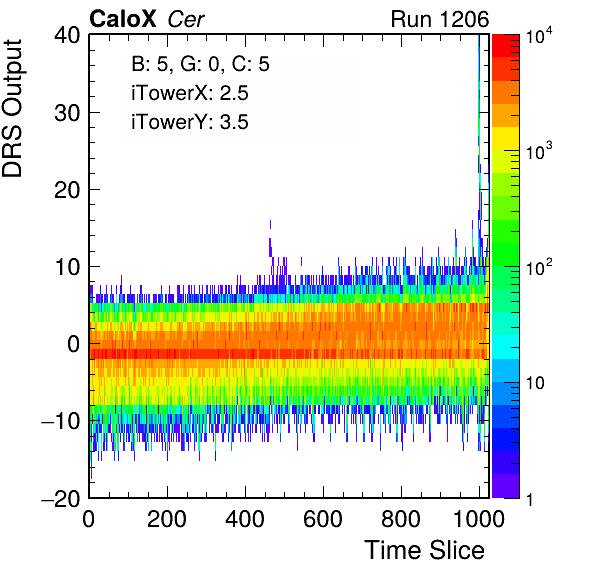 CaloX Cer Run 1206
DRS Output
B: 5, G: 0, C: 5
iTowerX: 2.5
iTowerY: 3.5
40
30
20
10
0
−10
−20
0 200 400 600 800 1000
Time Slice
10^4
10^3
10^2
10
1